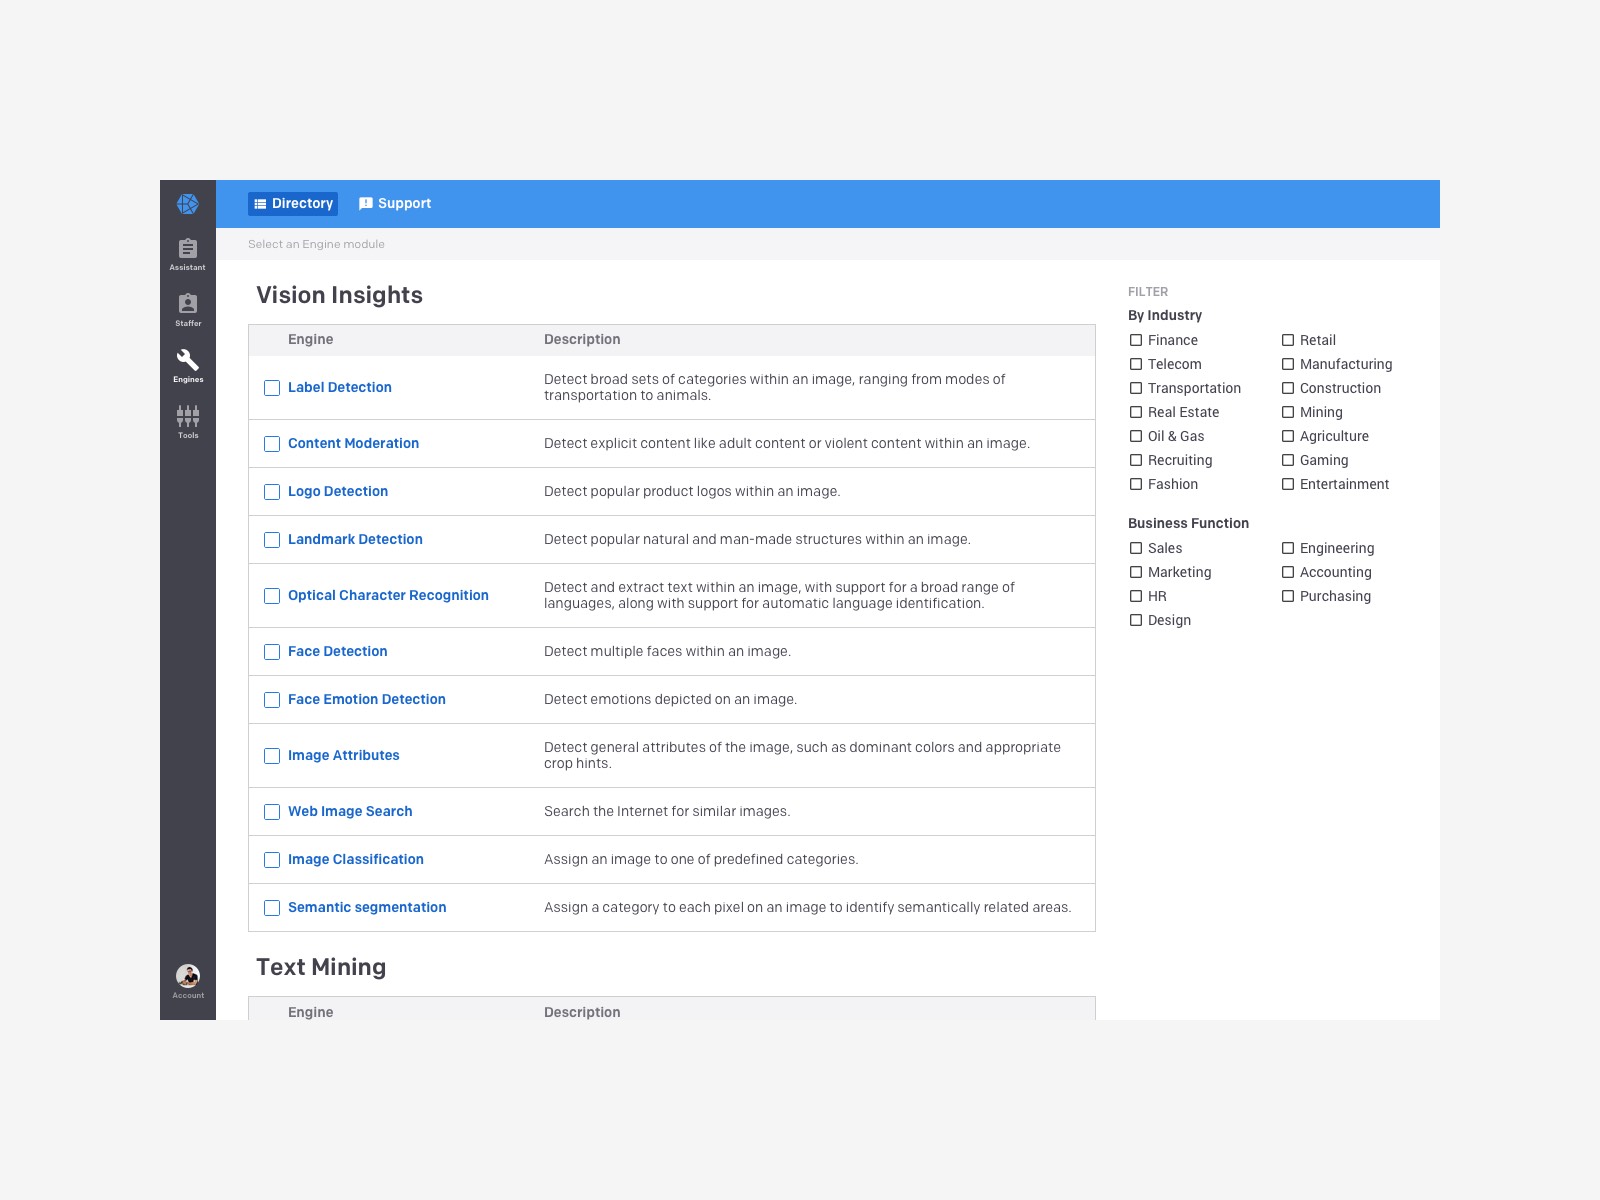 Directory
Support
Assistant
Staffer
Engines
Tools
Account
Select an Engine module
Vision Insights
Engine Description
Label Detection
Detect broad sets of categories within an image, ranging from modes of
transportation to animals.
Content Moderation
Detect explicit content like adult content or violent content within an image.
Logo Detection
Detect popular product logos within an image.
Landmark Detection
Detect popular natural and man-made structures within an image.
Optical Character Recognition
Detect and extract text within an image, with support for a broad range of
languages, along with support for automatic language identification.
Face Detection
Detect multiple faces within an image.
Face Emotion Detection
Detect emotions depicted on an image.
Image Attributes
Detect general attributes of the image, such as dominant colors and appropriate
crop hints.
Web Image Search
Search the Internet for similar images.
Image Classification
Assign an image to one of predefined categories.
Semantic segmentation
Assign a category to each pixel on an image to identify semantically related areas.
Text Mining
Engine Description
FILTER
By Industry
Finance Retail
Telecom Manufacturing
Transportation Construction
Real Estate Mining
Oil & Gas Agriculture
Recruiting Gaming
Fashion Entertainment
Business Function
Sales Engineering
Marketing Accounting
HR Purchasing
Design